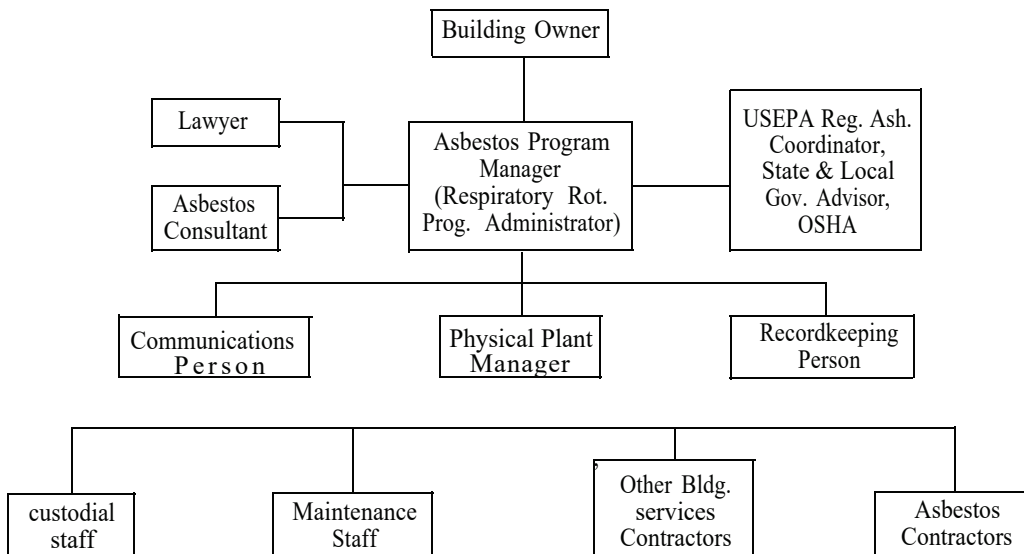 Building Owner
Lawyer
Asbestos
Consultant
Asbestos Program
Manager
(Respiratory Rot.
Prog. Administrator)
USEPA Reg. Ash.
Coordinator,
State & Local
Gov. Advisor,
OSHA
Communications
Person
Physical Plant
Manager
Recordkeeping
Person
custodial
staff
Maintenance
Staff
Other Bldg.
services
Contractors
Asbestos
Contractors